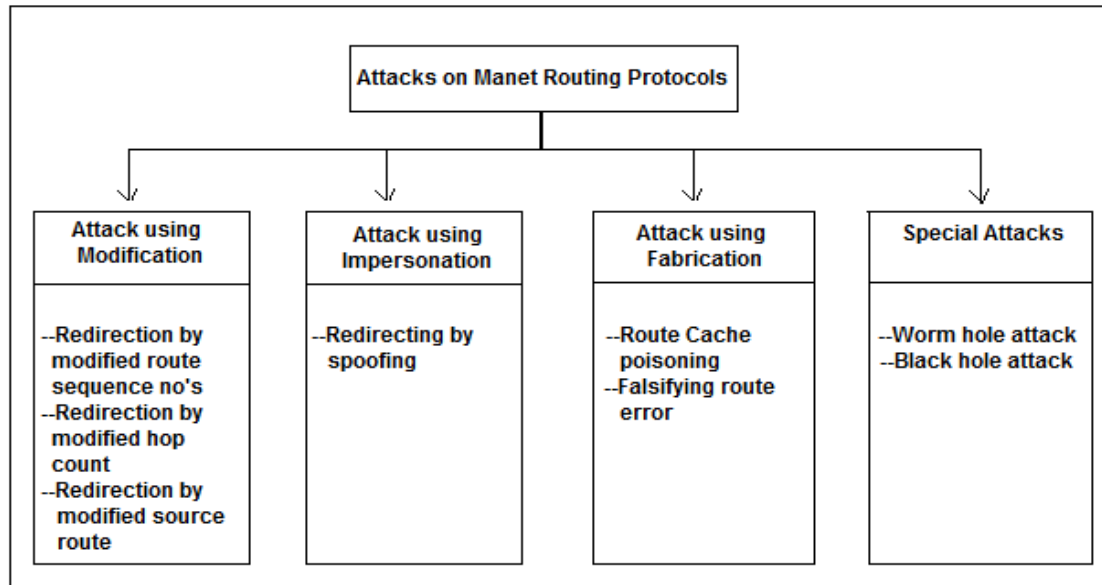 Attacks on Manet Routing Protocols
Attack using
Modification
--Redirection by
modified route
sequence no's
--Redirection by
modified hop
count
--Redirection by
modified source
route
Attack using
Impersonation
--Redirecting by
spoofing
Attack using
Fabrication
--Route Cache
poisoning
--Falsifying route
error
Special Attacks
--Worm hole attack
--Black hole attack